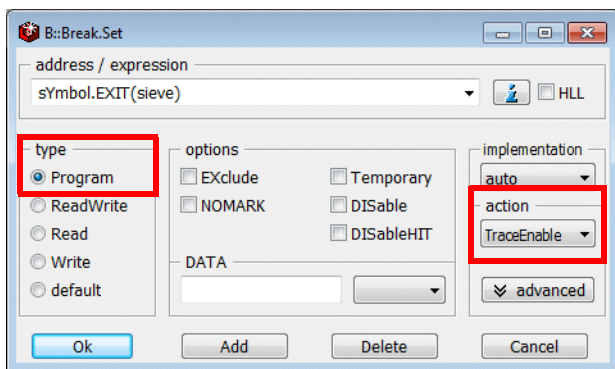 B::Break.Set
address / expression
sYmbol.EXIT(sieve)
HLL
type
options
implementation
Program
EXclude
Temporary
auto
ReadWrite
NOMARK
DISable
action
Read
DISableHIT
TraceEnable
Write
DATA
default
advanced
Ok
Add
Delete
Cancel